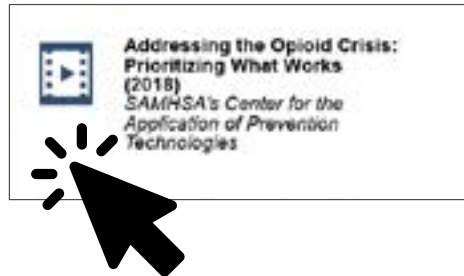 Addressing the Opioid Crisis:
Prioritizing What Works
(2018)
SAMHSA's Center for the
Application of Prevention
Technologies